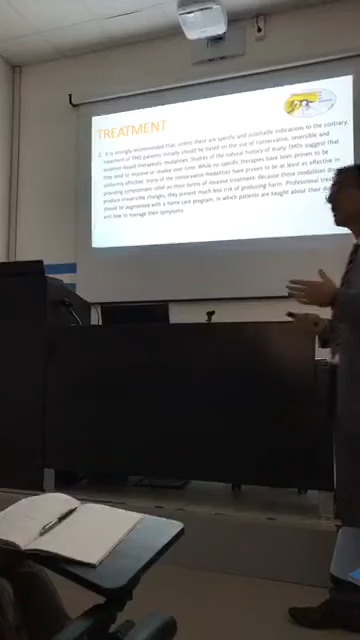 TREATMENT
2. It is strongly recommended that, unless there are specific and justifiable indications to the contrary,
treatment of TMD patients initially should be based on the use of conservative, reversible and
evidence-based therapeutic modalities. Studies of the natural history of many TMDs suggest that
they tend to improve or resolve over time. While no specific therapies have been proven to be
uniformly effective, many of the conservative modalities have proven to be at least as effective in
providing symptomatic relief as most forms of invasive treatment. Because those modalities do
produce irreversible changes, they present much less risk of producing harm. Professional treat
should be augmented with a home care program, in which patients are taught about their
and how to manage their symptoms.